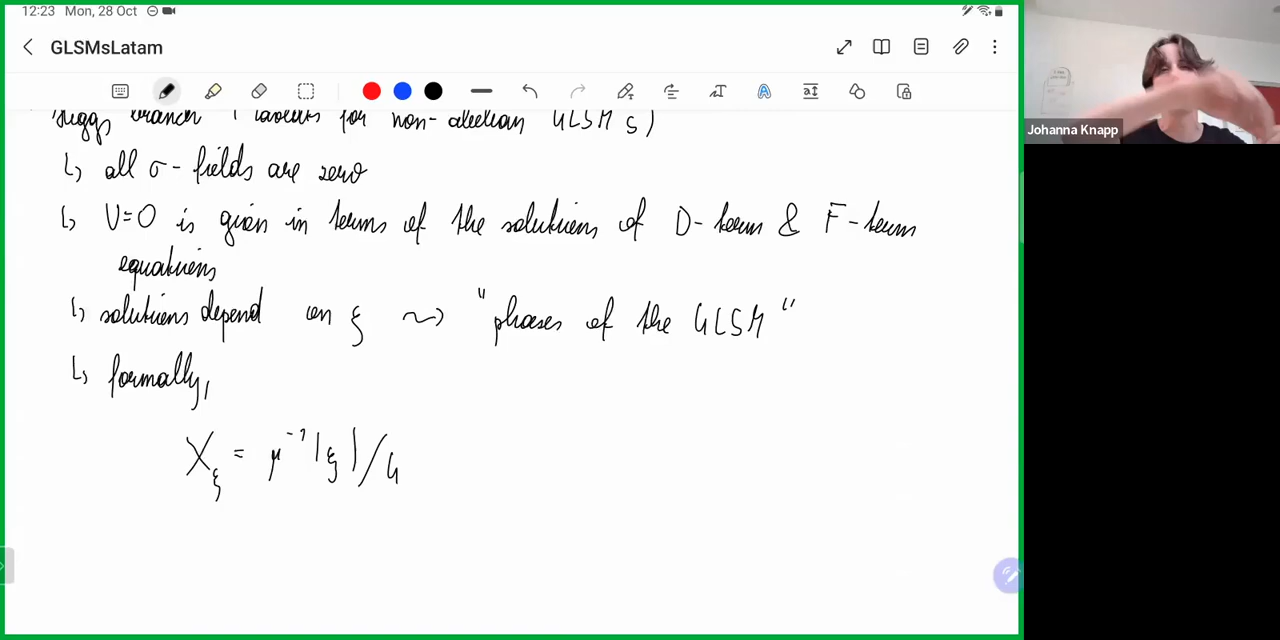 12:23 Mon, 28 Oct
GLSMsLatam
Higgs branch ( caveats for non-abelian GLSMs)
↳ all σ-fields are zero
↳ U=0 is given in terms of the solutions of D-term & F-term
equations
↳ solutions depend on ξ ⇝ "phases of the GLSM"
↳ formally,
X_ξ = μ⁻¹(ξ)/G
Johanna Knapp